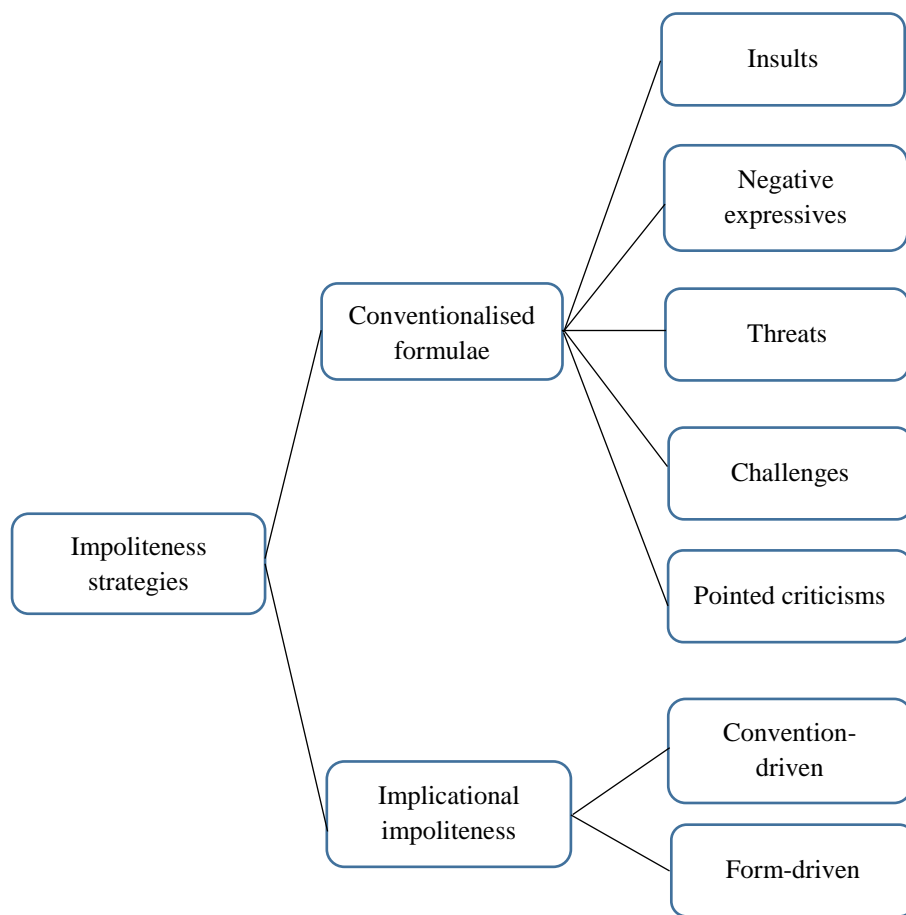 Insults
Negative
expressives
Conventionalised
formulae
Threats
Challenges
Impoliteness
strategies
Pointed criticisms
Convention-
driven
Implicational
impoliteness
Form-driven